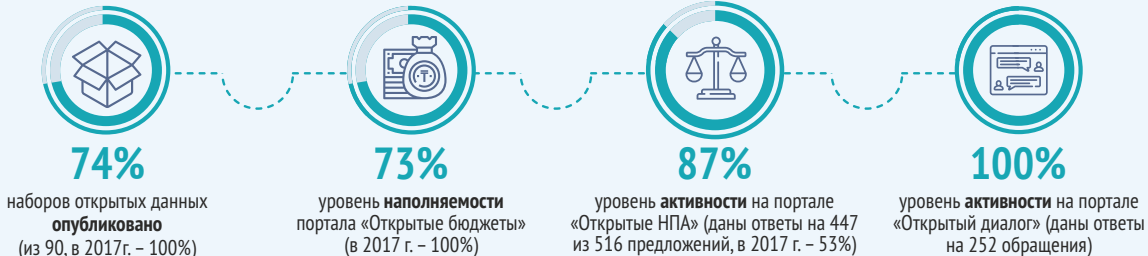 74%
наборов открытых данных
опубликовано
(из 90, в 2017г. – 100%)
73%
уровень наполняемости
портала «Открытые бюджеты»
(в 2017 г. – 100%)
87%
уровень активности на портале
«Открытые НПА» (даны ответы на 447
из 516 предложений, в 2017 г. – 53%)
100%
уровень активности на портале
«Открытый диалог» (даны ответы
на 252 обращения)